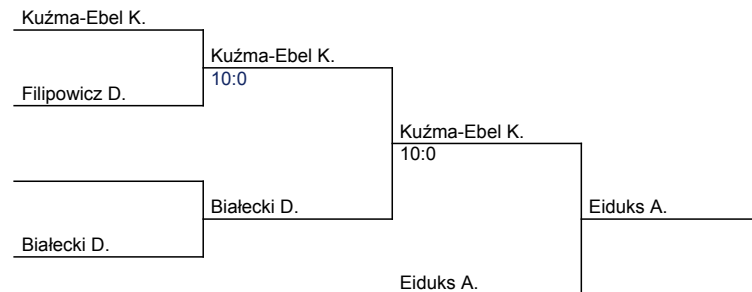 Kuźma-Ebel K.
Kuźma-Ebel K.
10:0
Filipowicz D.
Kuźma-Ebel K.
10:0
Białecki D.
Eiduks A.
Białecki D.
Eiduks A.